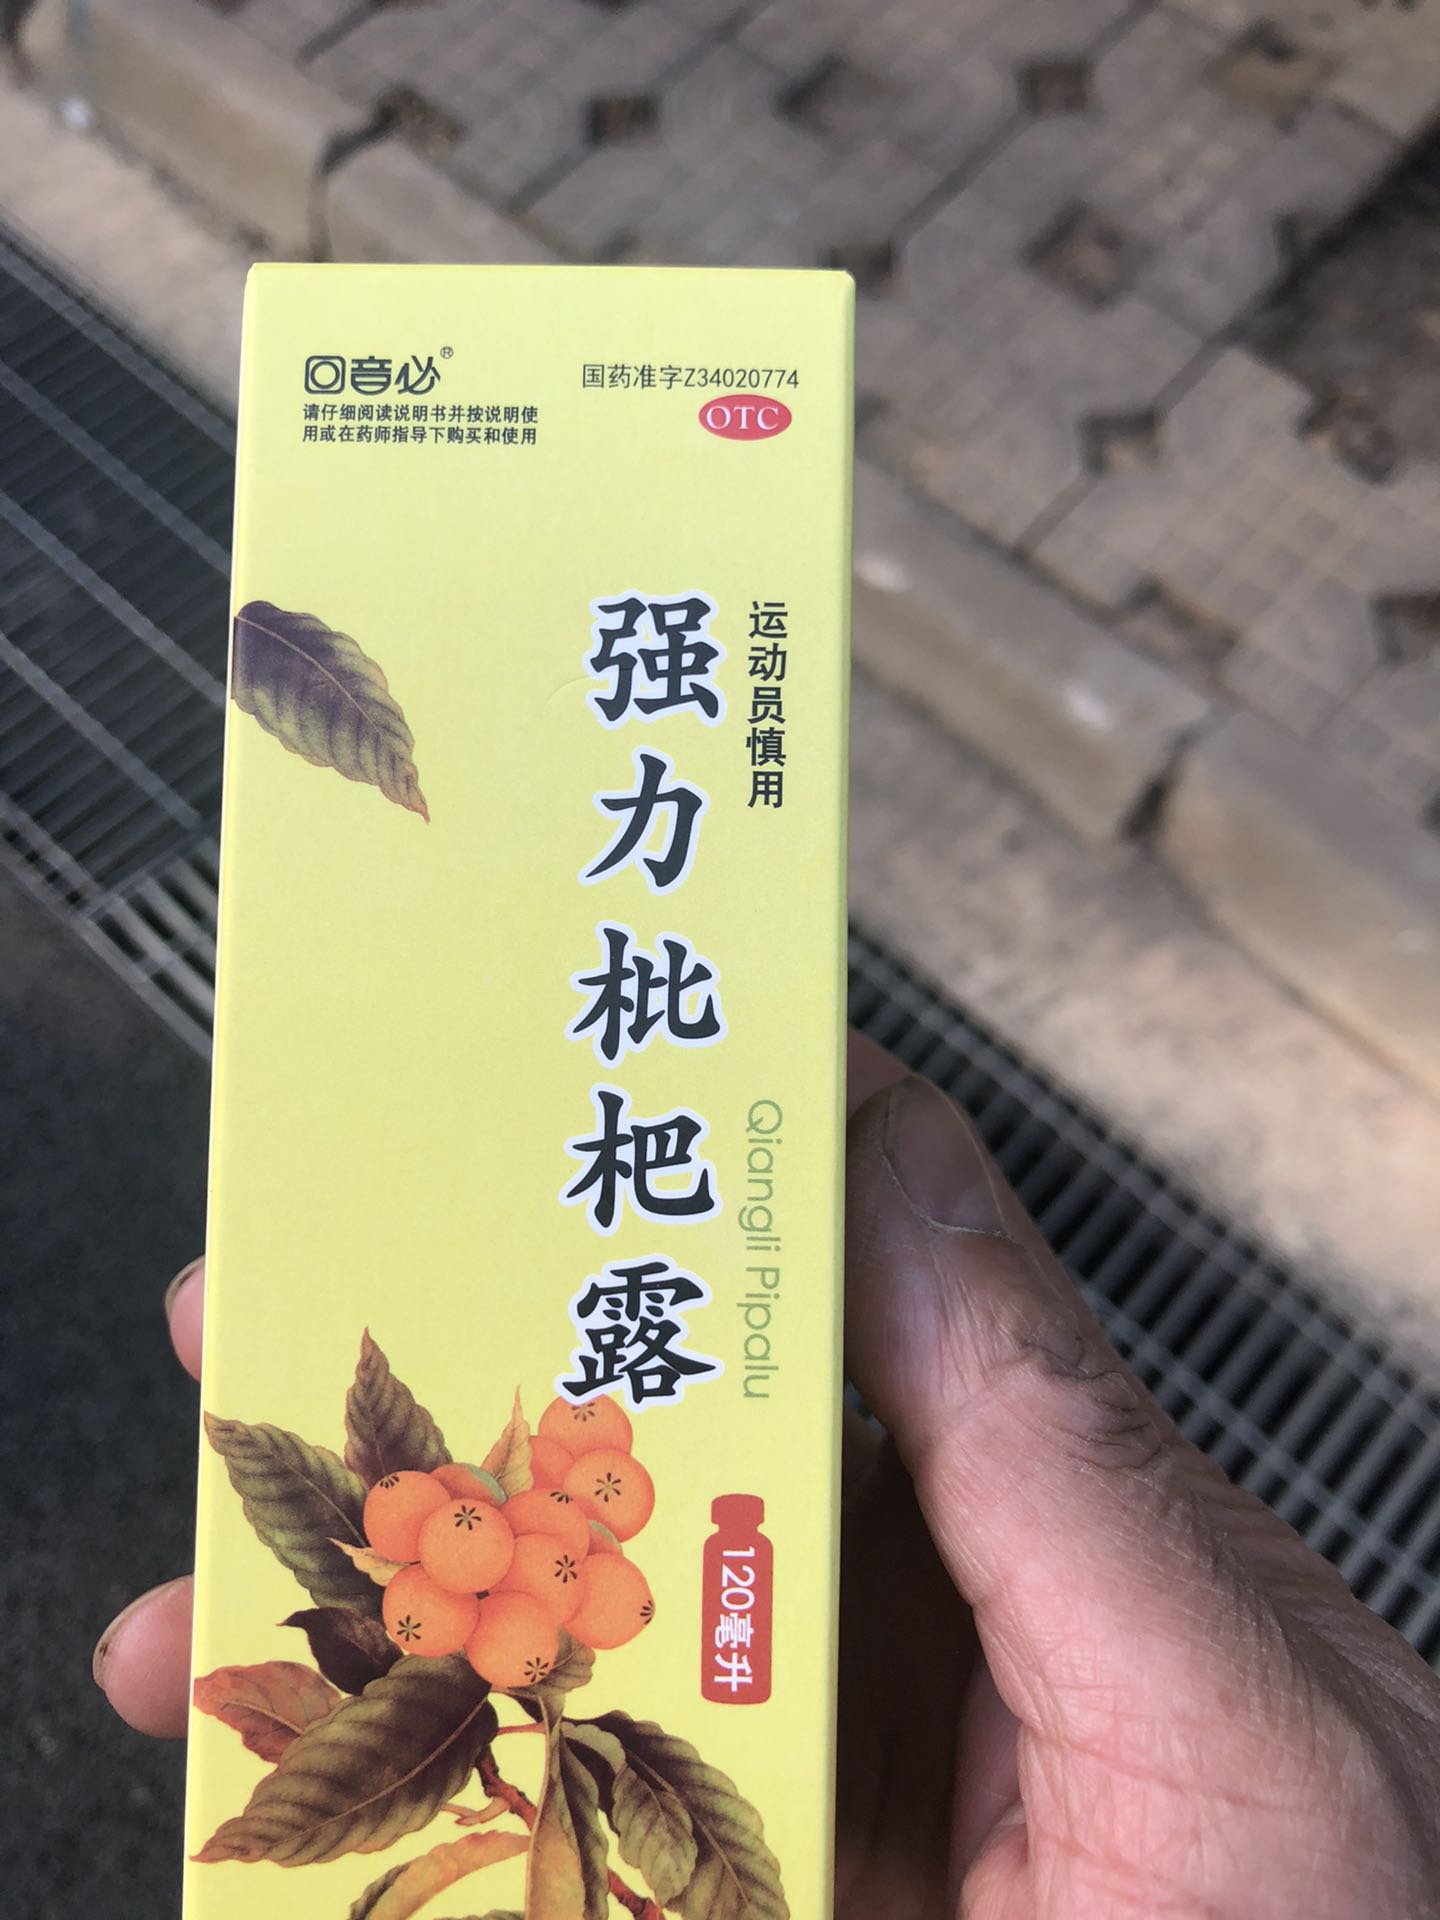 回音必®
请仔细阅读说明书并按说明使
用或在药师指导下购买和使用
国药准字Z34020774
OTC
运动员慎用
强力枇杷露
Qiangli Pipalu
120毫升